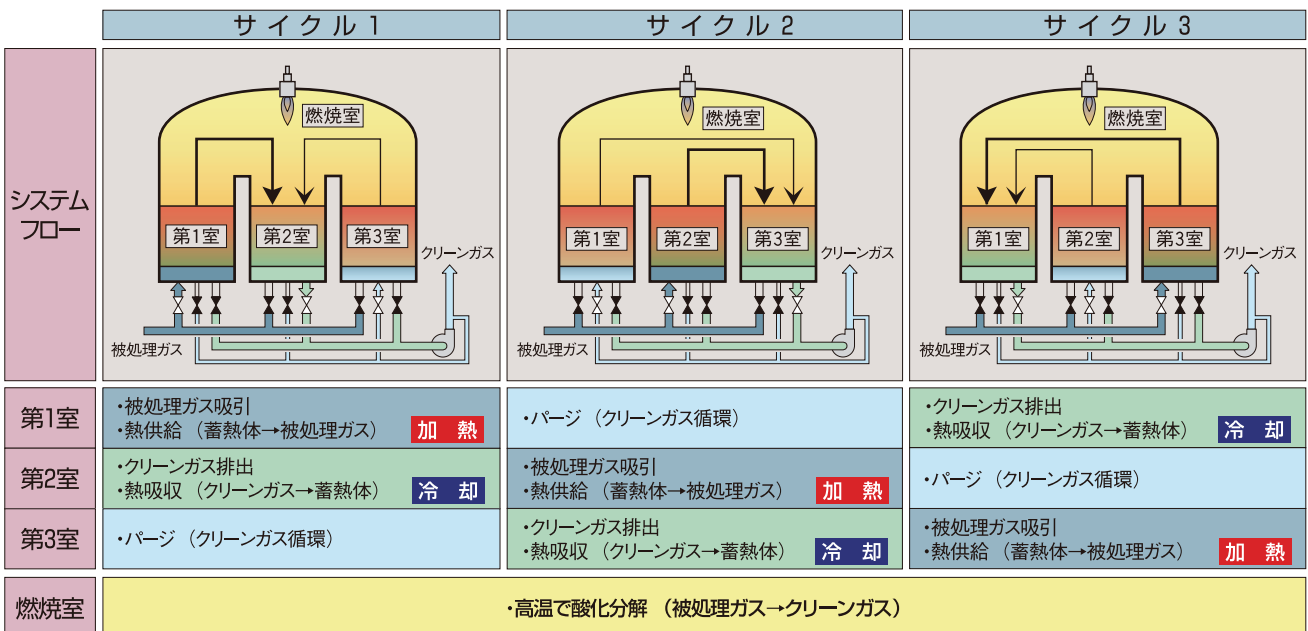 サイクル1
サイクル2
サイクル3
システム
フロー
燃焼室
第1室
第2室
第3室
クリーンガス
被処理ガス
燃焼室
第1室
第2室
第3室
クリーンガス
被処理ガス
燃焼室
第1室
第2室
第3室
クリーンガス
被処理ガス
第1室
・被処理ガス吸引
・熱供給（蓄熱体→被処理ガス）
加熱
・パージ（クリーンガス循環）
・クリーンガス排出
・熱吸収（クリーンガス→蓄熱体）
冷却
第2室
・クリーンガス排出
・熱吸収（クリーンガス→蓄熱体）
冷却
・被処理ガス吸引
・熱供給（蓄熱体→被処理ガス）
加熱
・パージ（クリーンガス循環）
第3室
・パージ（クリーンガス循環）
・クリーンガス排出
・熱吸収（クリーンガス→蓄熱体）
冷却
・被処理ガス吸引
・熱供給（蓄熱体→被処理ガス）
加熱
燃焼室
・高温で酸化分解（被処理ガス→クリーンガス）